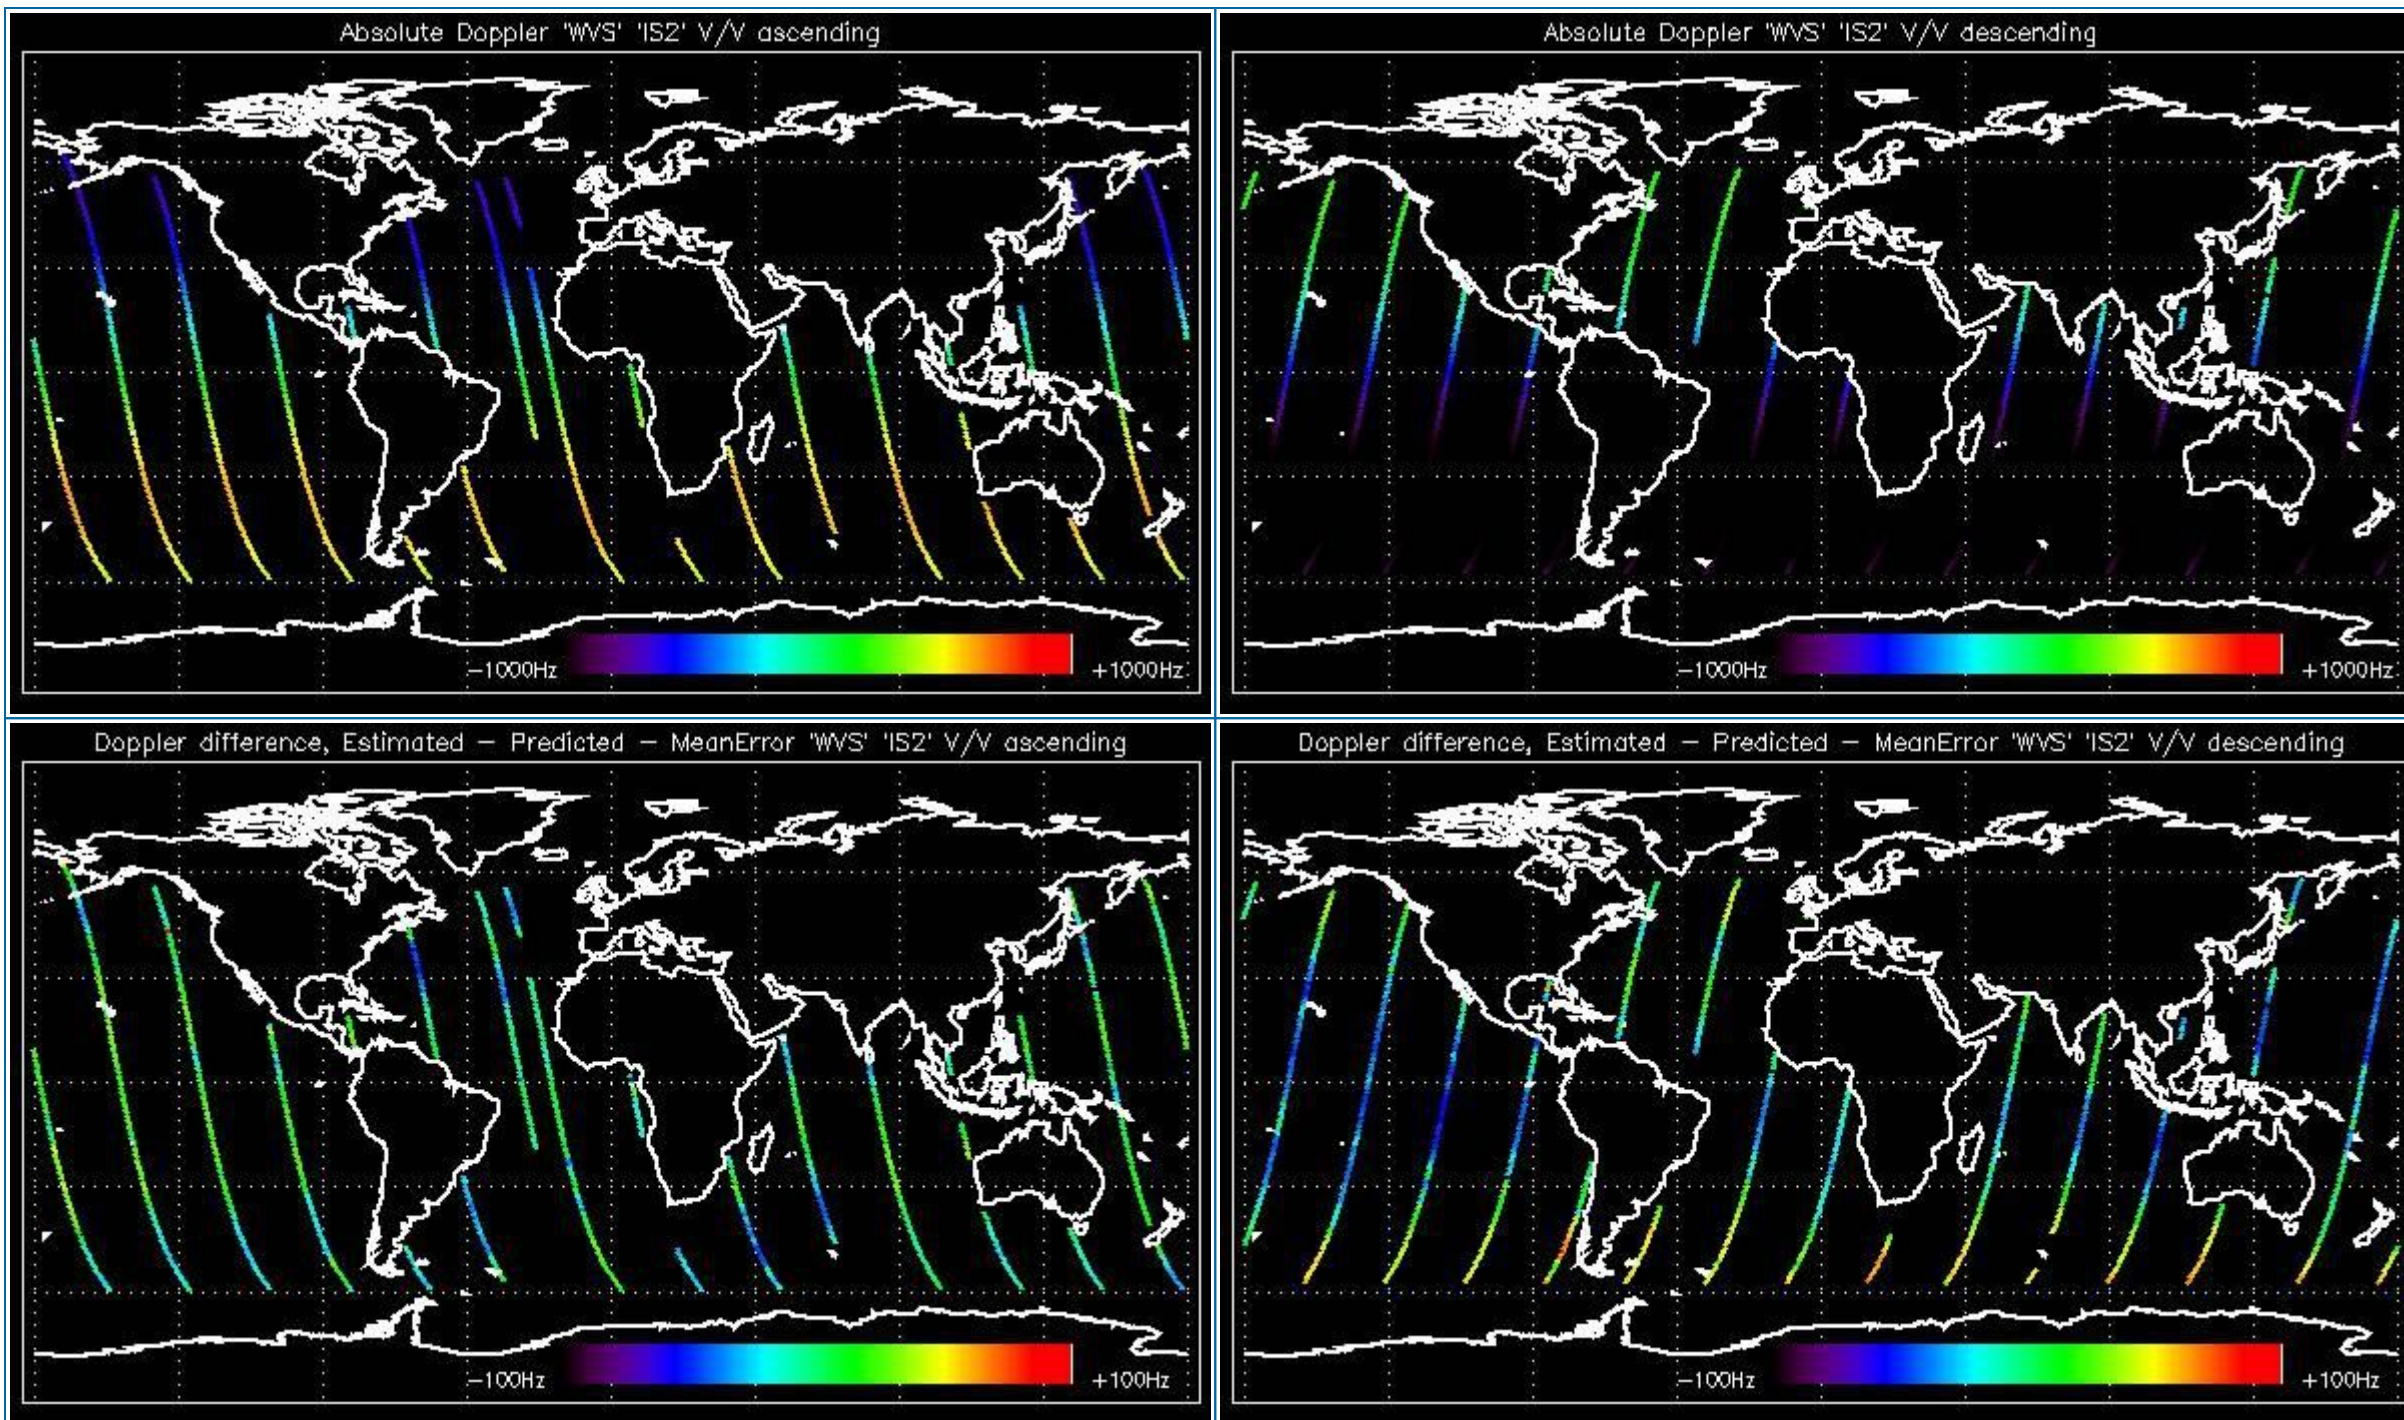 Absolute Doppler 'WVS' 'IS2' V/V ascending
-1000Hz
+1000Hz
Absolute Doppler 'WVS' 'IS2' V/V descending
-1000Hz
+1000Hz
Doppler difference, Estimated - Predicted - MeanError 'WVS' 'IS2' V/V ascending
-100Hz
+100Hz
Doppler difference, Estimated - Predicted - MeanError 'WVS' 'IS2' V/V descending
-100Hz
+100Hz